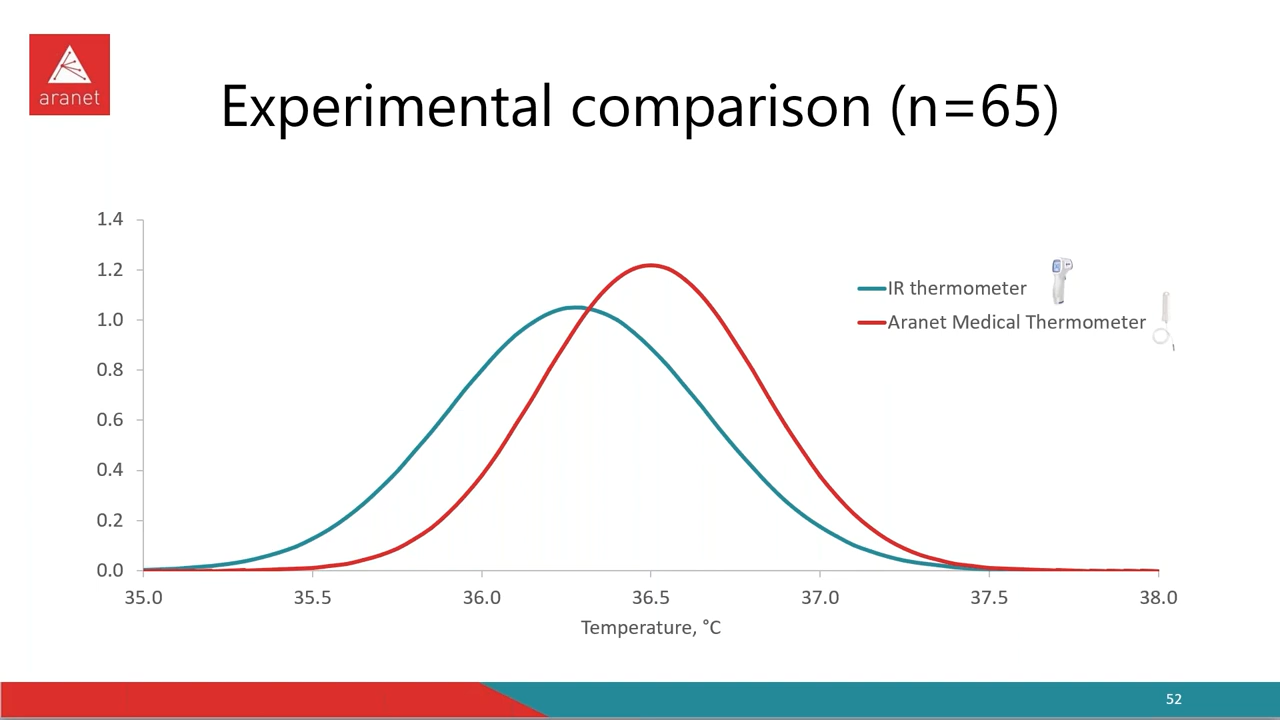 aranet
Experimental comparison (n=65)
1.4
1.2
1.0
0.8
0.6
0.4
0.2
0.0
IR thermometer
Aranet Medical Thermometer
35.0 35.5 36.0 36.5 37.0 37.5 38.0
Temperature, °C
52